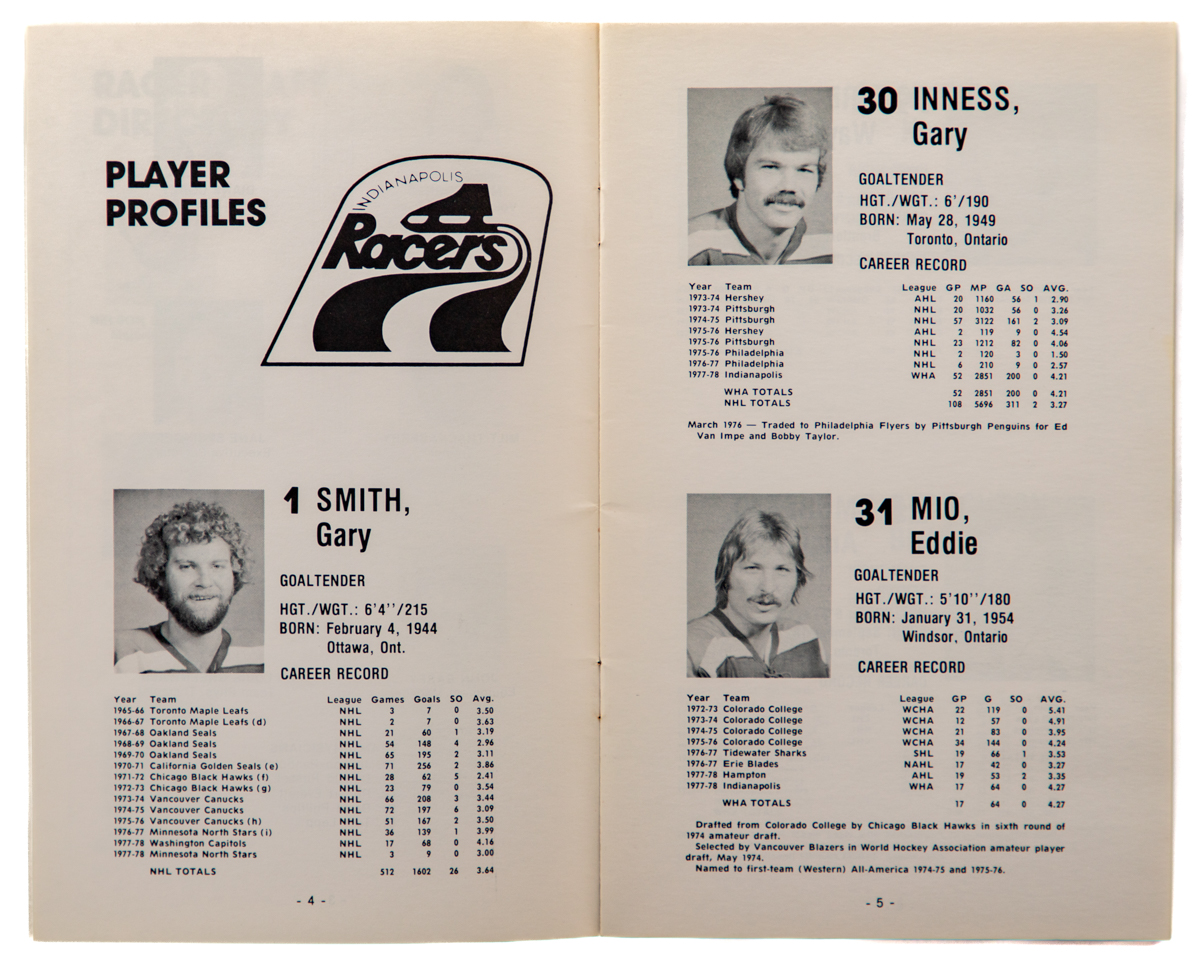 PLAYER
PROFILES
INDIANAPOLIS
Racers
1 SMITH,
Gary
GOALTENDER
HGT./WGT.: 6'4''/215
BORN: February 4, 1944
Ottawa, Ont.
CAREER RECORD
Year Team League Games Goals SO Avg.
1965-66 Toronto Maple Leafs NHL 3 7 0 3.50
1966-67 Toronto Maple Leafs (d) NHL 2 7 0 3.63
1967-68 Oakland Seals NHL 21 60 1 3.19
1968-69 Oakland Seals NHL 54 148 4 2.96
1969-70 Oakland Seals NHL 65 195 2 3.11
1970-71 California Golden Seals (e) NHL 71 256 2 3.86
1971-72 Chicago Black Hawks (f) NHL 28 62 5 2.41
1972-73 Chicago Black Hawks (g) NHL 23 79 0 3.54
1973-74 Vancouver Canucks NHL 66 208 3 3.44
1974-75 Vancouver Canucks NHL 72 197 6 3.09
1975-76 Vancouver Canucks (h) NHL 51 167 2 3.50
1976-77 Minnesota North Stars (i) NHL 36 139 1 3.99
1977-78 Washington Capitols NHL 17 68 0 4.16
1977-78 Minnesota North Stars NHL 3 9 0 3.00
NHL TOTALS 512 1602 26 3.64
- 4 -
30 INNESS,
Gary
GOALTENDER
HGT./WGT.: 6'/190
BORN: May 28, 1949
Toronto, Ontario
CAREER RECORD
Year Team League GP MP GA SO AVG.
1973-74 Hershey AHL 20 1160 56 1 2.90
1973-74 Pittsburgh NHL 20 1032 56 0 3.26
1974-75 Pittsburgh NHL 57 3122 161 2 3.09
1975-76 Hershey AHL 2 119 9 0 4.54
1975-76 Pittsburgh NHL 23 1212 82 0 4.06
1975-76 Philadelphia NHL 2 120 3 0 1.50
1976-77 Philadelphia NHL 6 210 9 0 2.57
1977-78 Indianapolis WHA 52 2851 200 0 4.21
WHA TOTALS 52 2851 200 0 4.21
NHL TOTALS 108 5696 311 2 3.27
March 1976 — Traded to Philadelphia Flyers by Pittsburgh Penguins for Ed
Van Impe and Bobby Taylor.
31 MIO,
Eddie
GOALTENDER
HGT./WGT.: 5'10''/180
BORN: January 31, 1954
Windsor, Ontario
CAREER RECORD
Year Team League GP G SO AVG.
1972-73 Colorado College WCHA 22 119 0 5.41
1973-74 Colorado College WCHA 12 57 0 4.91
1974-75 Colorado College WCHA 21 83 0 3.95
1975-76 Colorado College WCHA 34 144 0 4.24
1976-77 Tidewater Sharks SHL 19 66 1 3.53
1976-77 Erie Blades NAHL 17 42 0 3.27
1977-78 Hampton AHL 19 53 2 3.35
1977-78 Indianapolis WHA 17 64 0 4.27
WHA TOTALS 17 64 0 4.27
Drafted from Colorado College by Chicago Black Hawks in sixth round of
1974 amateur draft.
Selected by Vancouver Blazers in World Hockey Association amateur player
draft, May 1974.
Named to first-team (Western) All-America 1974-75 and 1975-76.
- 5 -